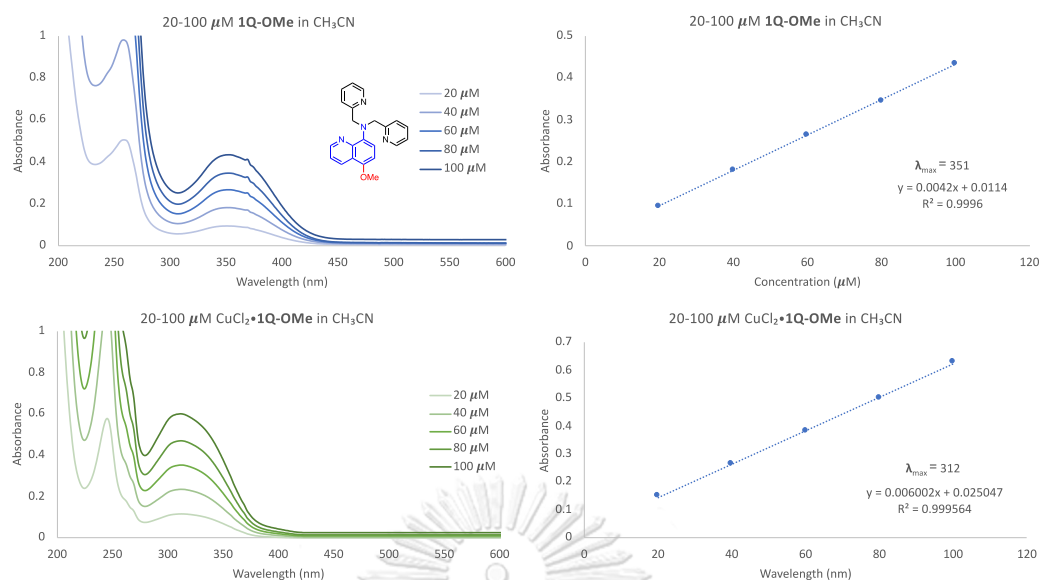 20-100 𝝁M 1Q-OMe in CH₃CN
Absorbance
1
0.8
0.6
0.4
0.2
0
200 250 300 350 400 450 500 550 600
Wavelength (nm)
N
N
N
N
OMe
20 𝝁M
40 𝝁M
60 𝝁M
80 𝝁M
100 𝝁M
20-100 𝝁M 1Q-OMe in CH₃CN
Absorbance
0.5
0.4
0.3
0.2
0.1
0
0 20 40 60 80 100 120
Concentration (𝝁M)
λmax = 351
y = 0.0042x + 0.0114
R² = 0.9996
20-100 𝝁M CuCl₂•1Q-OMe in CH₃CN
Absorbance
1
0.8
0.6
0.4
0.2
0
200 250 300 350 400 450 500 550 600
Wavelength (nm)
20 𝝁M
40 𝝁M
60 𝝁M
80 𝝁M
100 𝝁M
20-100 𝝁M CuCl₂•1Q-OMe in CH₃CN
Absorbance
0.7
0.6
0.5
0.4
0.3
0.2
0.1
0
0 20 40 60 80 100 120
Wavelength (nm)
λmax = 312
y = 0.006002x + 0.025047
R² = 0.999564